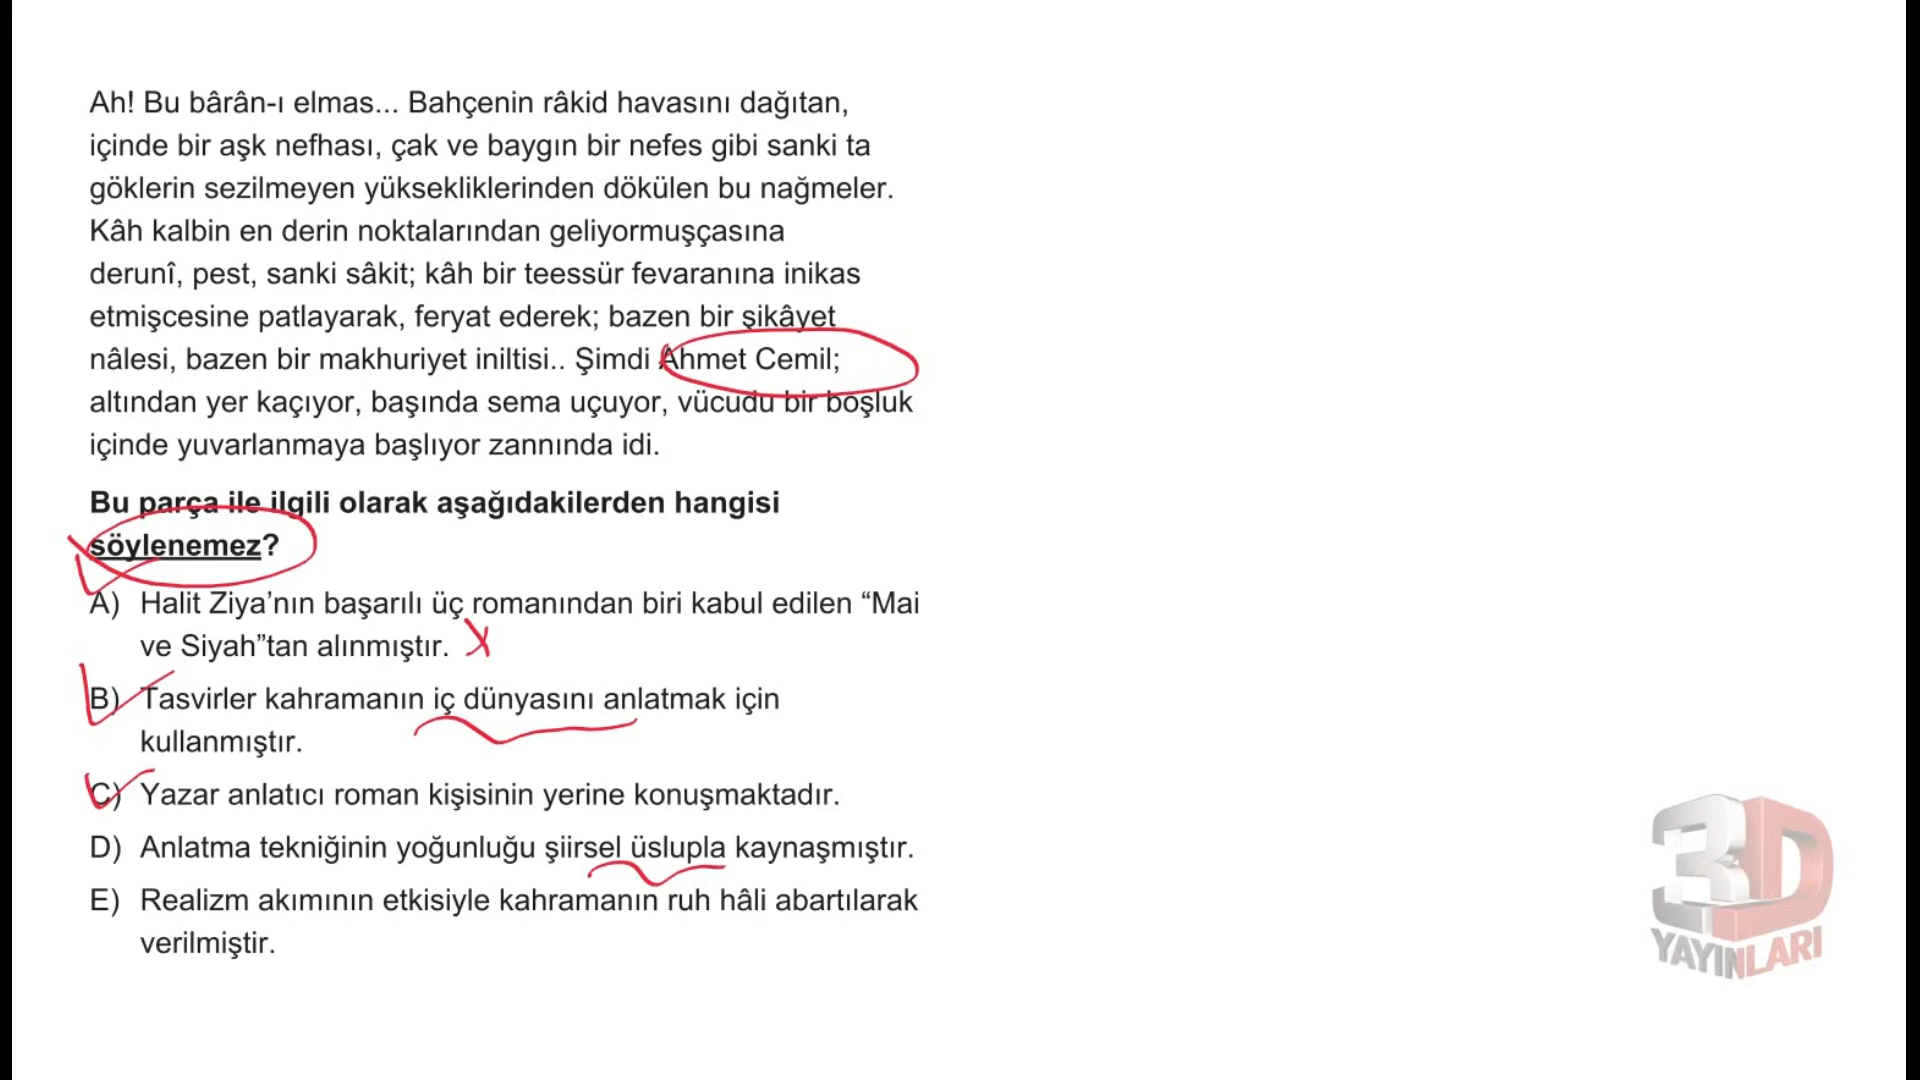 Ah! Bu bârân-ı elmas... Bahçenin râkid havasını dağıtan,
içinde bir aşk nefhası, çak ve baygın bir nefes gibi sanki ta
göklerin sezilmeyen yüksekliklerinden dökülen bu nağmeler.
Kâh kalbin en derin noktalarından geliyormuşçasına
derunî, pest, sanki sâkit; kâh bir teessür fevaranına inikas
etmişcesine patlayarak, feryat ederek; bazen bir şikâyet
nâlesi, bazen bir makhuriyet iniltisi.. Şimdi Ahmet Cemil;
altından yer kaçıyor, başında sema uçuyor, vücudu bir boşluk
içinde yuvarlanmaya başlıyor zannında idi.
Bu parça ile ilgili olarak aşağıdakilerden hangisi
söylenemez?
A) Halit Ziya’nın başarılı üç romanından biri kabul edilen “Mai
ve Siyah”tan alınmıştır.
B) Tasvirler kahramanın iç dünyasını anlatmak için
kullanmıştır.
C) Yazar anlatıcı roman kişisinin yerine konuşmaktadır.
D) Anlatma tekniğinin yoğunluğu şiirsel üslupla kaynaşmıştır.
E) Realizm akımının etkisiyle kahramanın ruh hâli abartılarak
verilmiştir.
3D
YAYINLARI